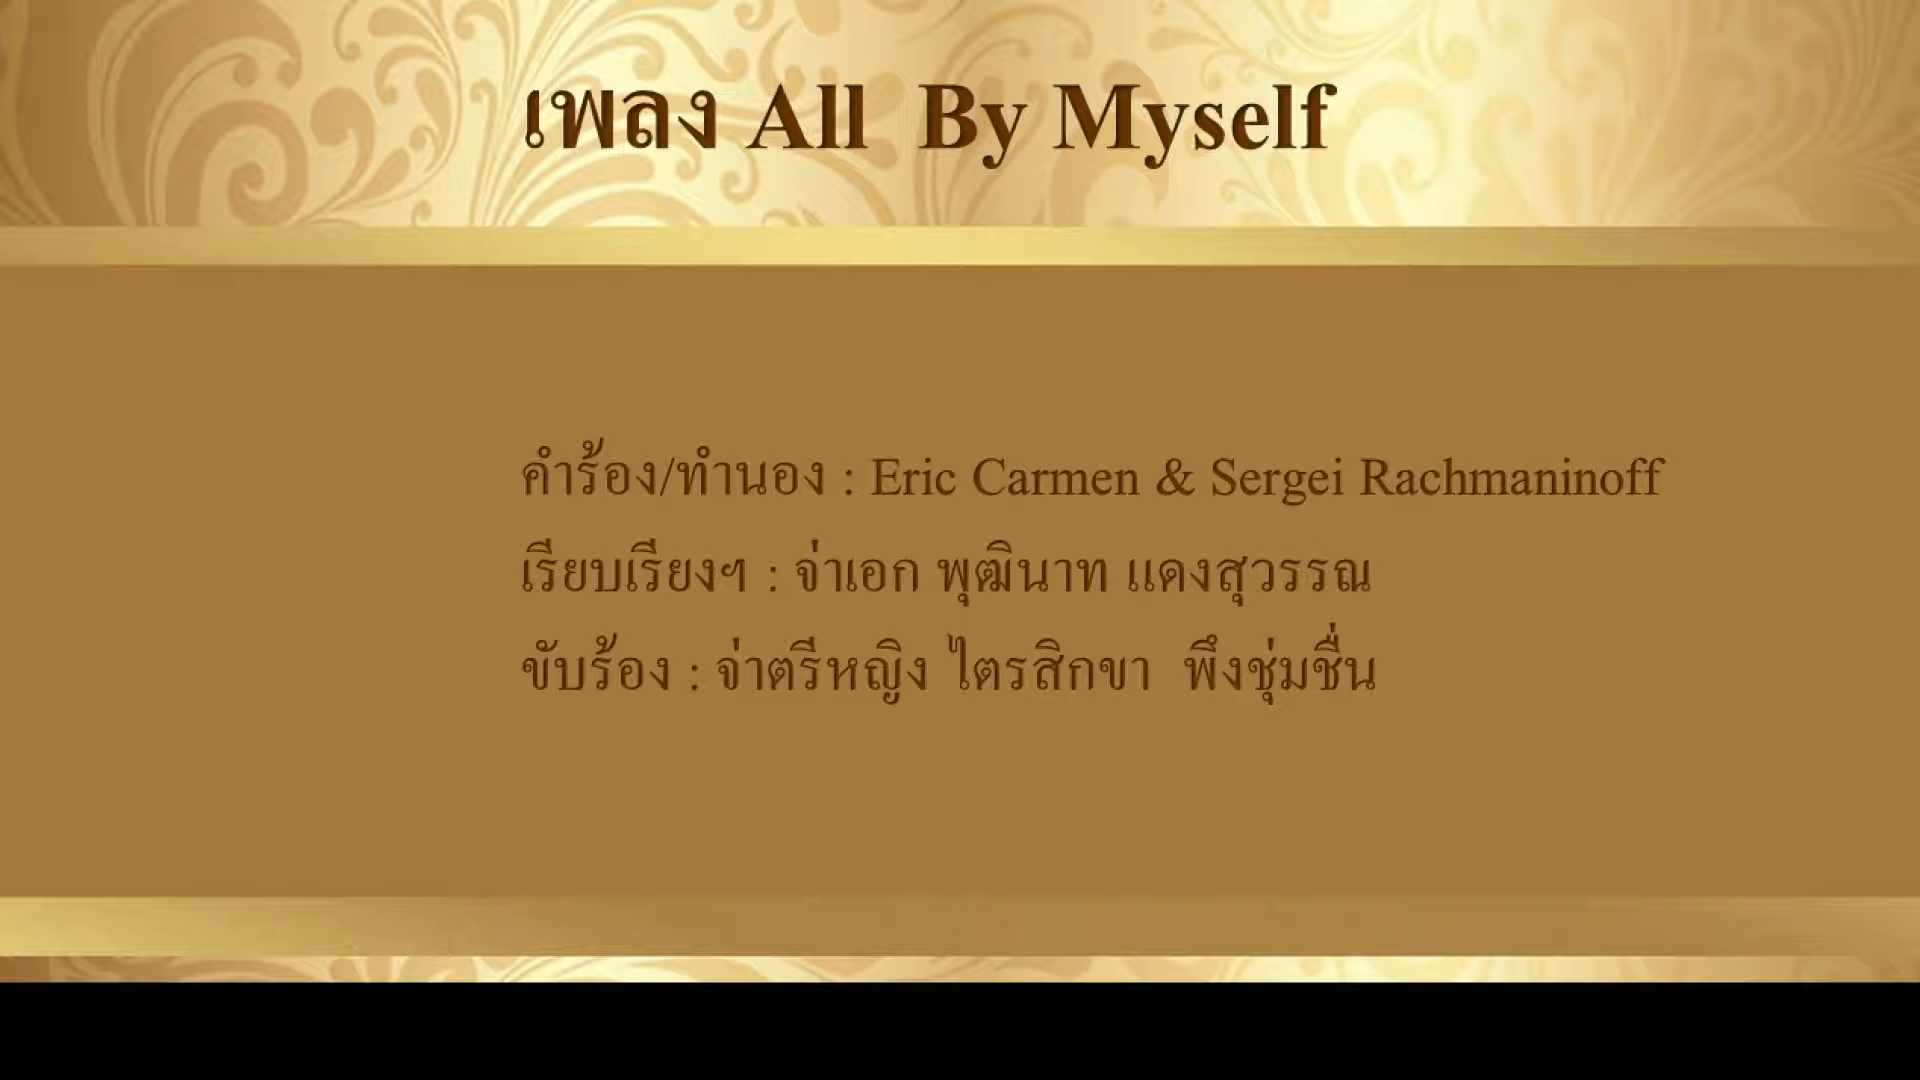 เพลง All By Myself
คำร้อง/ทำนอง : Eric Carmen & Sergei Rachmaninoff
เรียบเรียงฯ : จ่าเอก พุฒินาท แดงสุวรรณ
ขับร้อง : จ่าตรีหญิง ไตรสิกขา พึงชุ่มชื่น